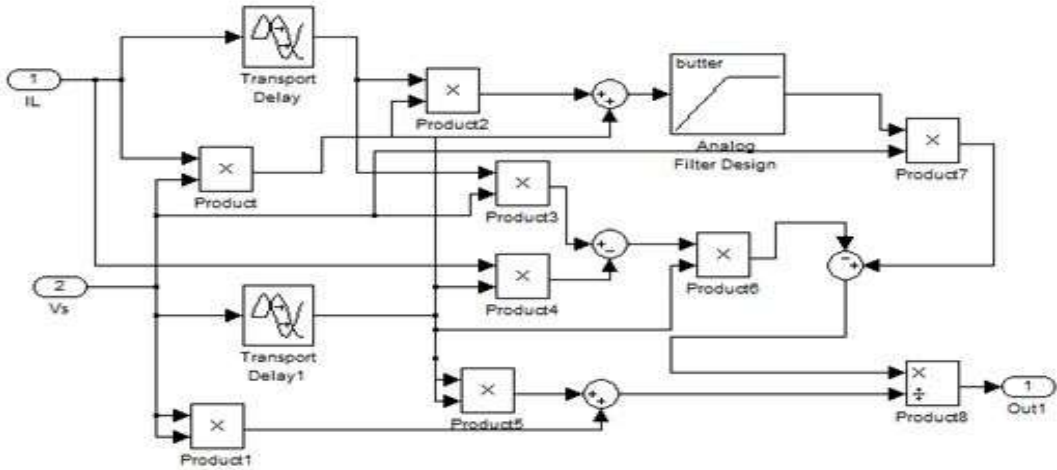 1
IL
Transport
Delay
butter
×
Product2
+
+
Analog
Filter Design
×
Product7
×
Product
×
Product3
2
Vs
×
Product4
+
−
×
Product6
−
+
Transport
Delay1
×
Product1
×
Product5
+
+
×
÷
Product8
1
Out1